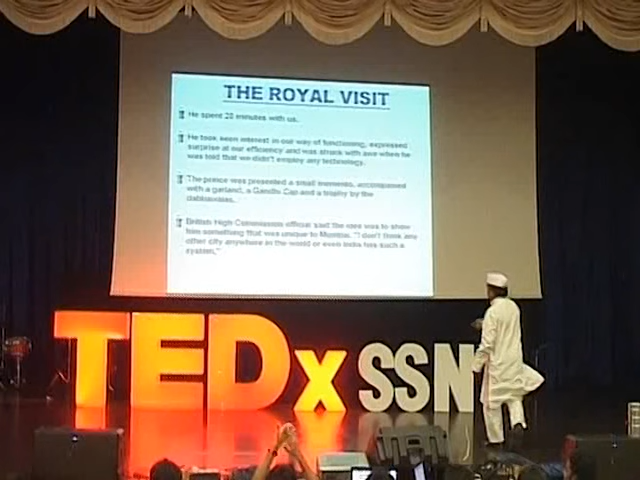 THE ROYAL VISIT
He spent 20 minutes with us.
He took keen interest in our way of functioning, expressed
surprise at our efficiency and was struck with awe when he
was told that we didn't employ any technology.
The prince was presented a small memento, accompanied
with a garland, a Gandhi Cap and a trophy by the
dabbawalas.
British High Commission official said the idea was to show
him something that was unique to Mumbai. "I don't think any
other city anywhere in the world or even India has such a
system."
TEDx SSN